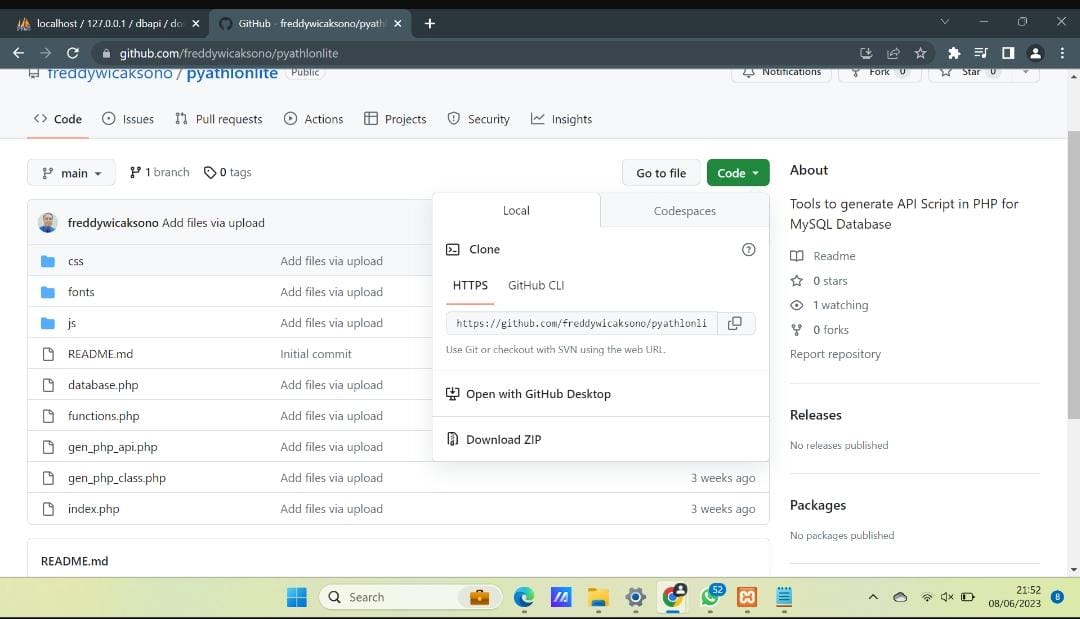 localhost / 127.0.0.1 / dbapi / do
GitHub - freddywicaksono/pyath
github.com/freddywicaksono/pyathlonlite
freddywicaksono / pyathlonlite Public
Notifications Fork 0 Star 0
Code Issues Pull requests Actions Projects Security Insights
main 1 branch 0 tags Go to file Code
Local Codespaces
Clone
HTTPS GitHub CLI
https://github.com/freddywicaksono/pyathlonli
Use Git or checkout with SVN using the web URL.
Open with GitHub Desktop
Download ZIP
freddywicaksono Add files via upload
css Add files via upload
fonts Add files via upload
js Add files via upload
README.md Initial commit
database.php Add files via upload
functions.php Add files via upload
gen_php_api.php Add files via upload
gen_php_class.php Add files via upload 3 weeks ago
index.php Add files via upload 3 weeks ago
README.md
About
Tools to generate API Script in PHP for
MySQL Database
Readme
0 stars
1 watching
0 forks
Report repository
Releases
No releases published
Packages
No packages published
Search
52
21:52
08/06/2023
8